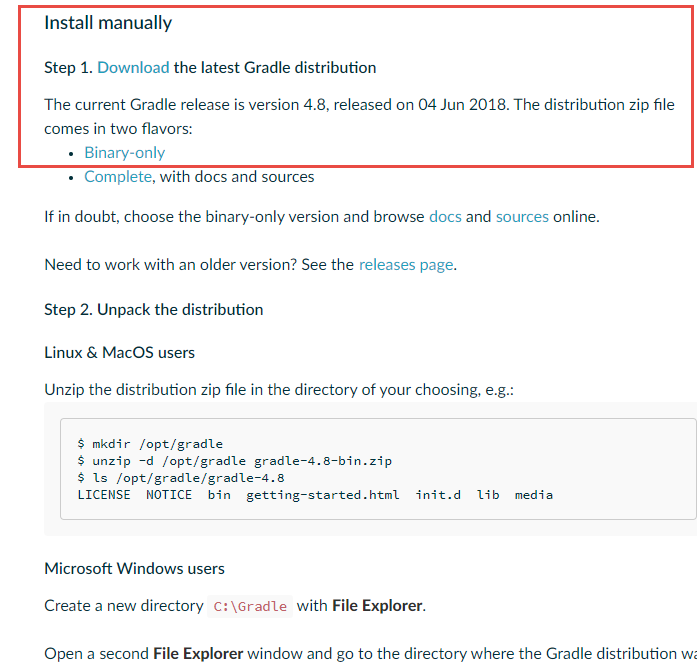 Install manually
Step 1. Download the latest Gradle distribution
The current Gradle release is version 4.8, released on 04 Jun 2018. The distribution zip file
comes in two flavors:
• Binary-only
• Complete, with docs and sources
If in doubt, choose the binary-only version and browse docs and sources online.
Need to work with an older version? See the releases page.
Step 2. Unpack the distribution
Linux & MacOS users
Unzip the distribution zip file in the directory of your choosing, e.g.:
$ mkdir /opt/gradle
$ unzip -d /opt/gradle gradle-4.8-bin.zip
$ ls /opt/gradle/gradle-4.8
LICENSE  NOTICE  bin  getting-started.html  init.d  lib  media
Microsoft Windows users
Create a new directory C:\Gradle with File Explorer.
Open a second File Explorer window and go to the directory where the Gradle distribution